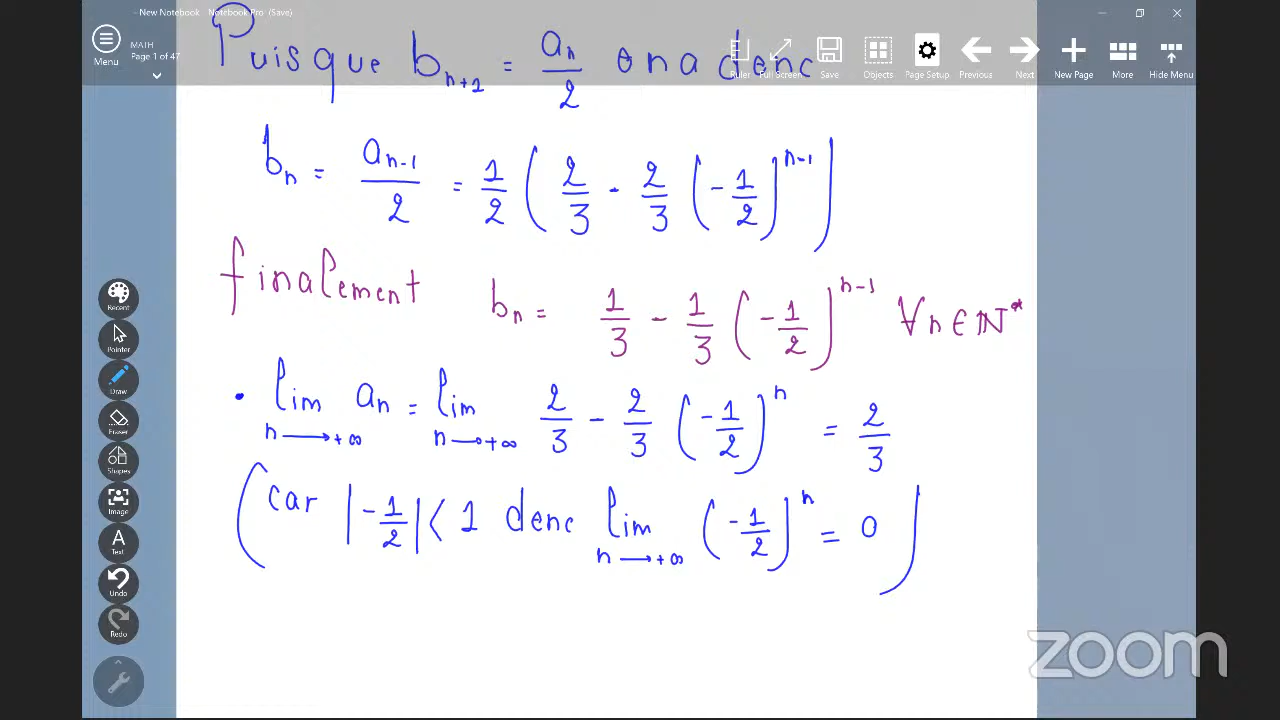 New Notebook Notebook Pro (Save)
Menu
MATH
Page 1 of 47
Ruler Full Screen Save Objects Page Setup Previous Next New Page More Hide Menu
Puisque b_{n+1} = a_n/2 on a donc
b_n = a_{n-1}/2 = 1/2 ( 2/3 - 2/3 (-1/2)^{n-1} )
finalement b_n = 1/3 - 1/3 (-1/2)^{n-1} ∀n∈ℕ*
• lim_{n→+∞} a_n = lim_{n→+∞} 2/3 - 2/3 (-1/2)^n = 2/3
( car |-1/2| < 1 donc lim_{n→+∞} (-1/2)^n = 0 )
Recent
Pointer
Draw
Eraser
Shapes
Image
Text
Undo
Redo
zoom